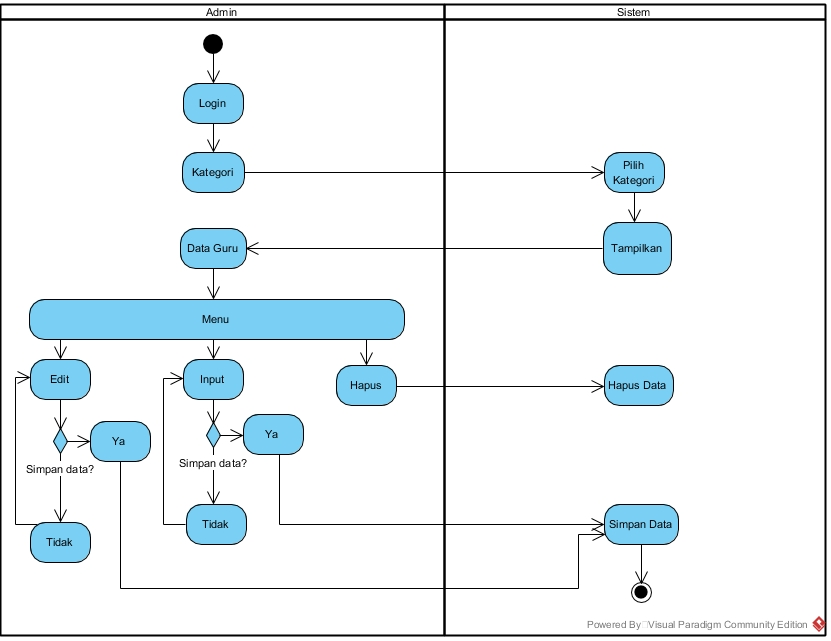 Admin
Sistem
Login
Kategori
Pilih
Kategori
Data Guru
Tampilkan
Menu
Edit
Input
Hapus
Hapus Data
Ya
Ya
Simpan data?
Simpan data?
Tidak
Tidak
Simpan Data
Powered By Visual Paradigm Community Edition